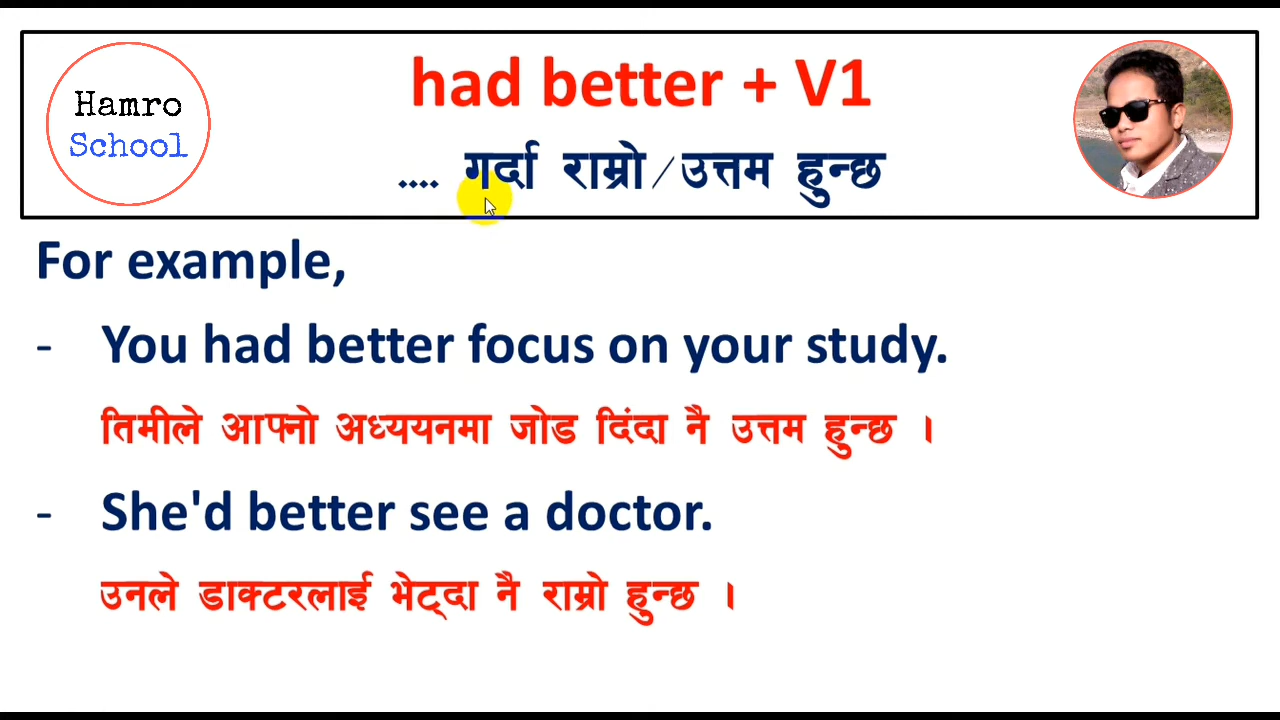 Hamro
School
had better + V1
.... गर्दा राम्रो/उत्तम हुन्छ
For example,
- You had better focus on your study.
तिमीले आफ्नो अध्ययनमा जोड दिंदा नै उत्तम हुन्छ ।
- She'd better see a doctor.
उनले डाक्टरलाई भेट्दा नै राम्रो हुन्छ ।